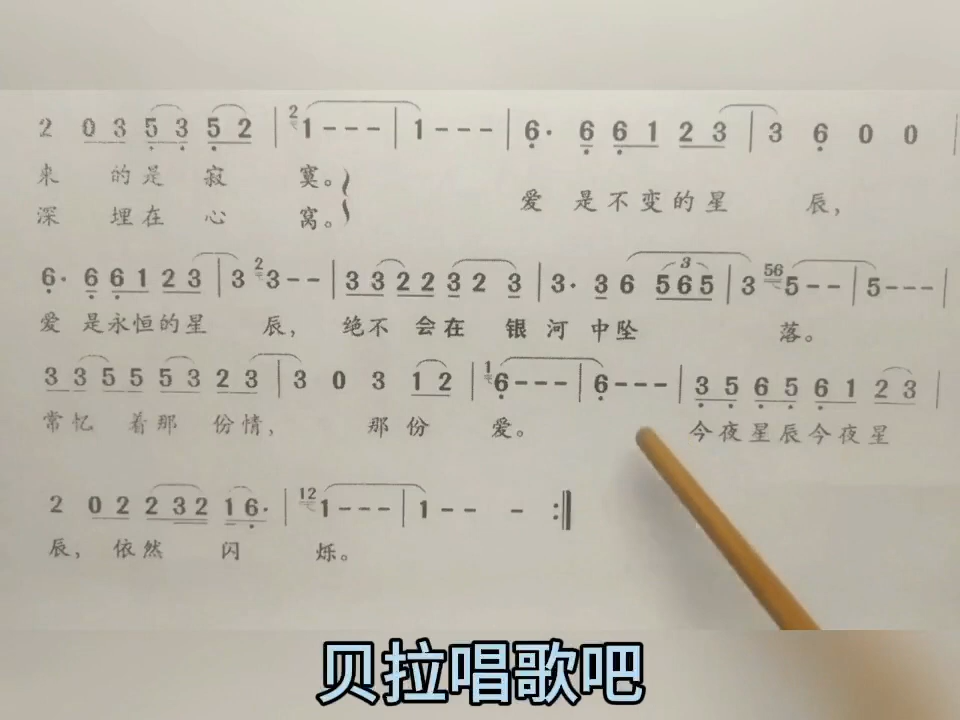 2 0 3 5 3 5 2 | 2 1 - - - | 1 - - - | 6· 6 6 1 2 3 | 3 6 0 0
来 的是 寂 寞。
深 埋在 心 窝。 爱 是不变的星 辰，
6· 6 6 1 2 3 | 3 2 3 - - | 3 3 2 2 3 2 3 | 3· 3 6 5 6 5 3 | 3 56 5 - - | 5 - - - |
爱 是永恒的星 辰， 绝不 会在 银河中坠 落。
3 3 5 5 5 3 2 3 | 3 0 3 1 2 | 1 6 - - - | 6 - - - | 3 5 6 5 6 1 2 3 |
常忆 着那 份情， 那份 爱。 今夜星辰今夜星
2 0 2 2 3 2 1 6· | 12 1 - - - | 1 - - - :‖
辰， 依然 闪 烁。
贝拉唱歌吧